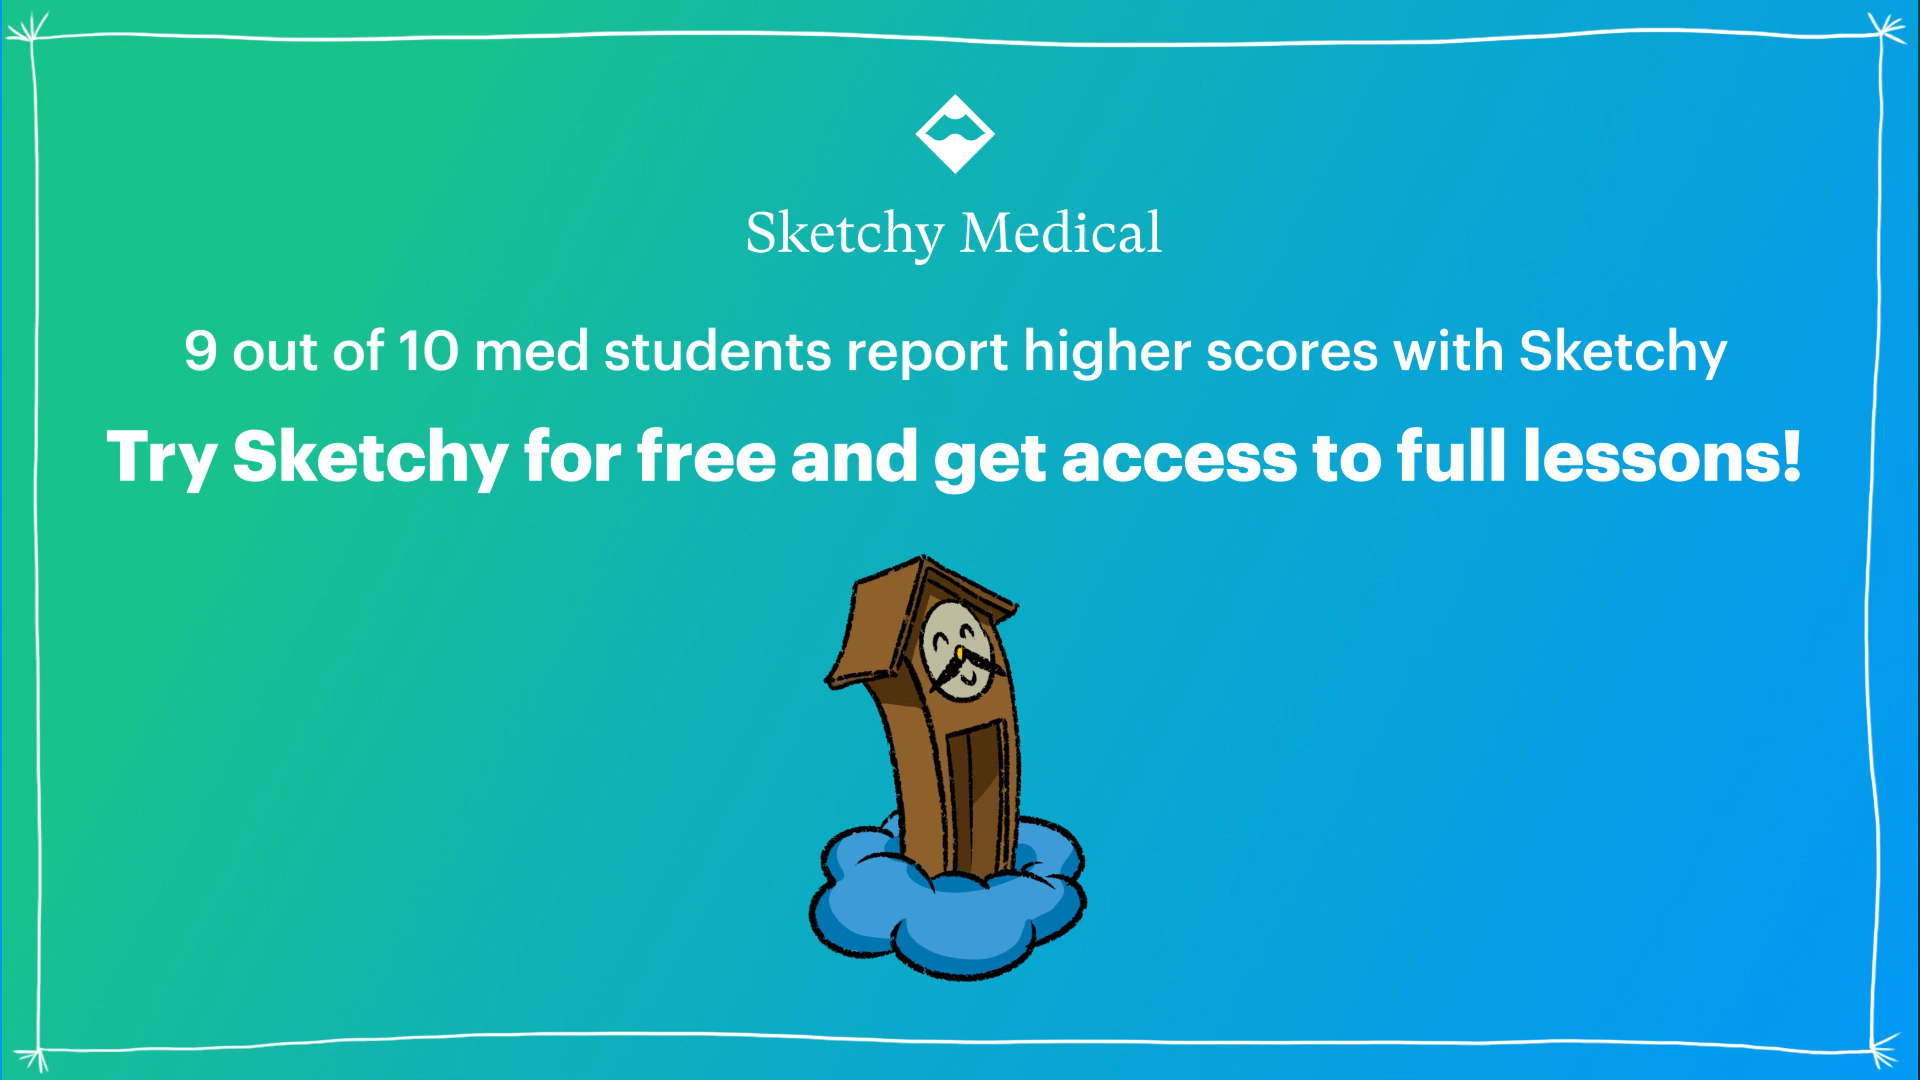 Sketchy Medical
9 out of 10 med students report higher scores with Sketchy
Try Sketchy for free and get access to full lessons!